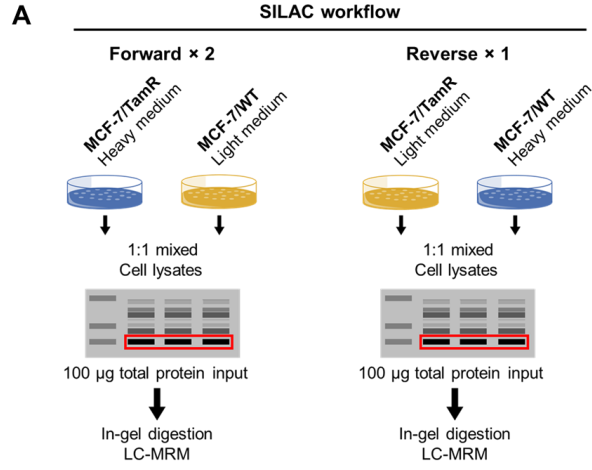 A
SILAC workflow
Forward × 2
Reverse × 1
MCF-7/TamR
Heavy medium
MCF-7/WT
Light medium
MCF-7/TamR
Light medium
MCF-7/WT
Heavy medium
1:1 mixed
Cell lysates
1:1 mixed
Cell lysates
100 µg total protein input
100 µg total protein input
In-gel digestion
LC-MRM
In-gel digestion
LC-MRM